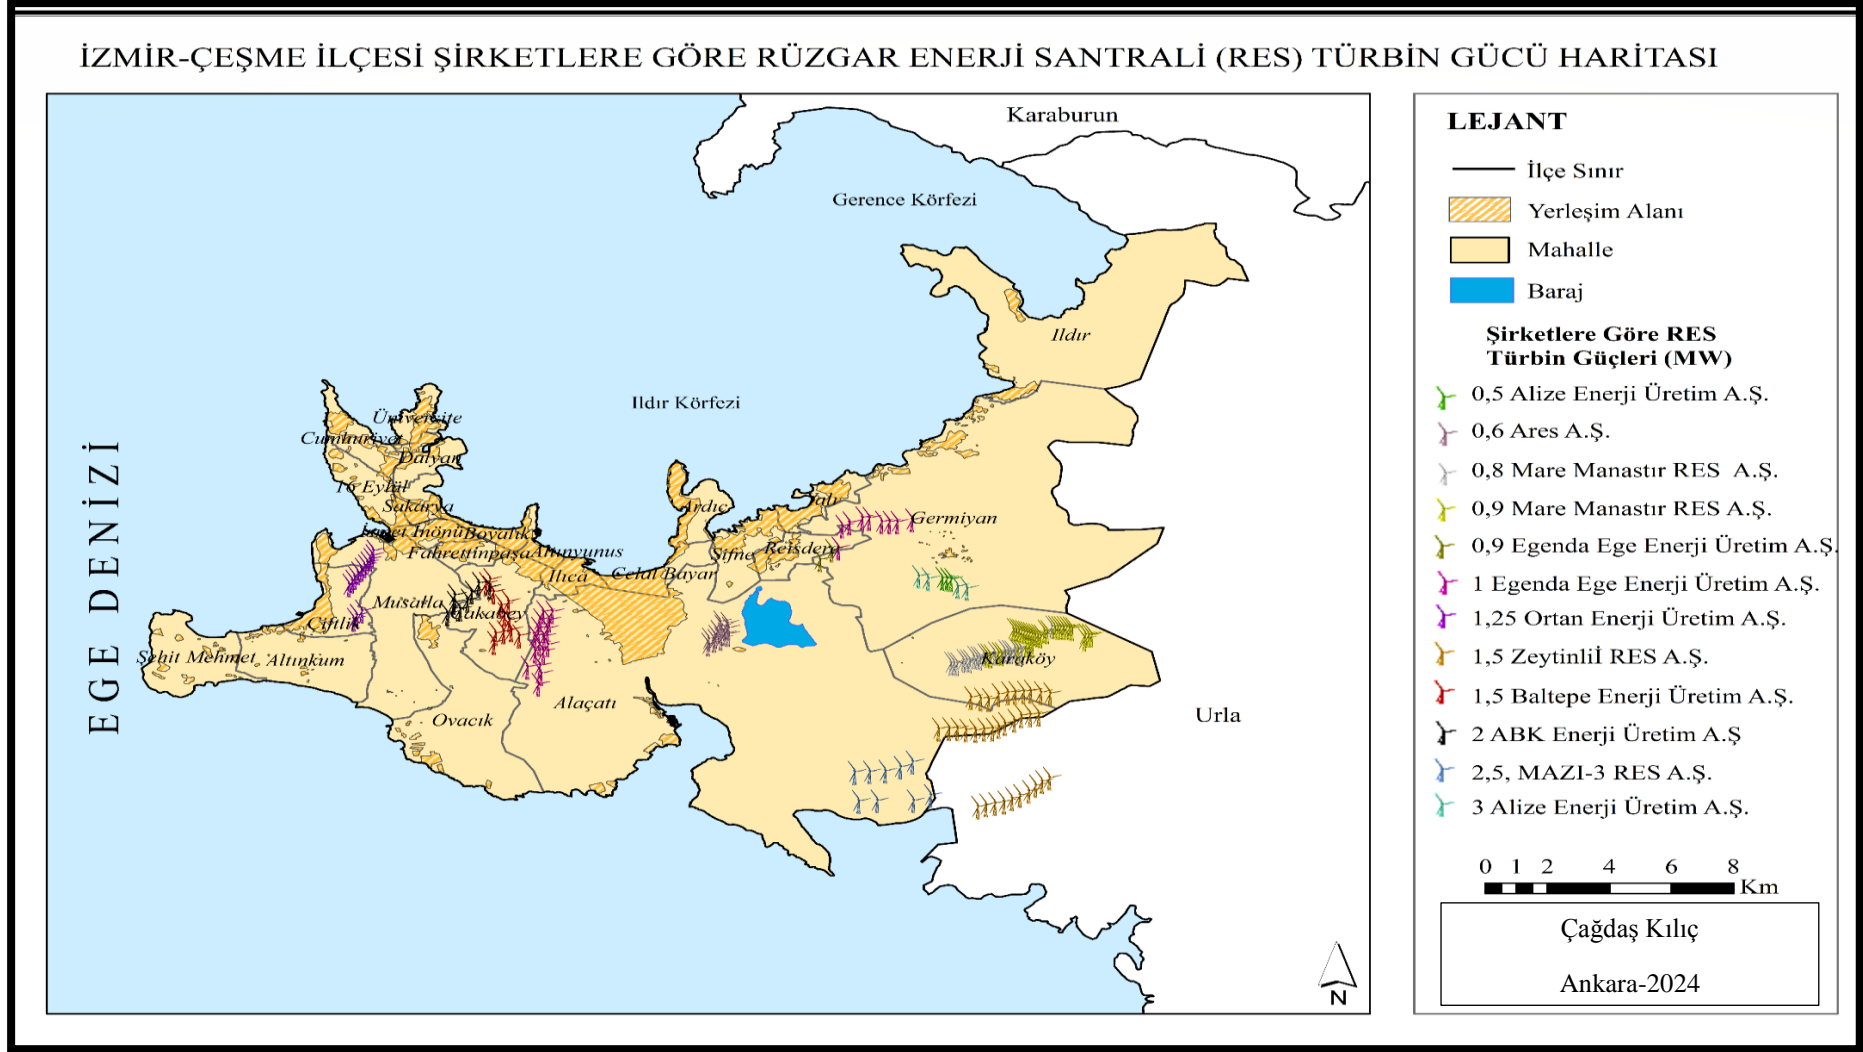 İZMİR-ÇEŞME İLÇESİ ŞİRKETLERE GÖRE RÜZGAR ENERJİ SANTRALİ (RES) TÜRBİN GÜCÜ HARİTASI
Karaburun
Gerence Körfezi
Ildır
Ildır Körfezi
EGE DENİZİ
Üniversite
Cumhuriyet
Dalyan
16 Eylül
Sakarya
Ardıç
Yalı
Germiyan
İsmet İnönü
Boyalık
Fahrettinpaşa
Altınyunus
Şifne
Reisdere
Ilıca
Celal Bayar
Musalla
Yakabey
Çiftlik
Şehit Mehmet
Altınkum
Karaköy
Alaçatı
Ovacık
Urla
N
LEJANT
İlçe Sınır
Yerleşim Alanı
Mahalle
Baraj
Şirketlere Göre RES
Türbin Güçleri (MW)
0,5 Alize Enerji Üretim A.Ş.
0,6 Ares A.Ş.
0,8 Mare Manastır RES A.Ş.
0,9 Mare Manastır RES A.Ş.
0,9 Egenda Ege Enerji Üretim A.Ş.
1 Egenda Ege Enerji Üretim A.Ş.
1,25 Ortan Enerji Üretim A.Ş.
1,5 Zeytinlİ RES A.Ş.
1,5 Baltepe Enerji Üretim A.Ş.
2 ABK Enerji Üretim A.Ş
2,5, MAZI-3 RES A.Ş.
3 Alize Enerji Üretim A.Ş.
0 1 2 4 6 8
Km
Çağdaş Kılıç
Ankara-2024